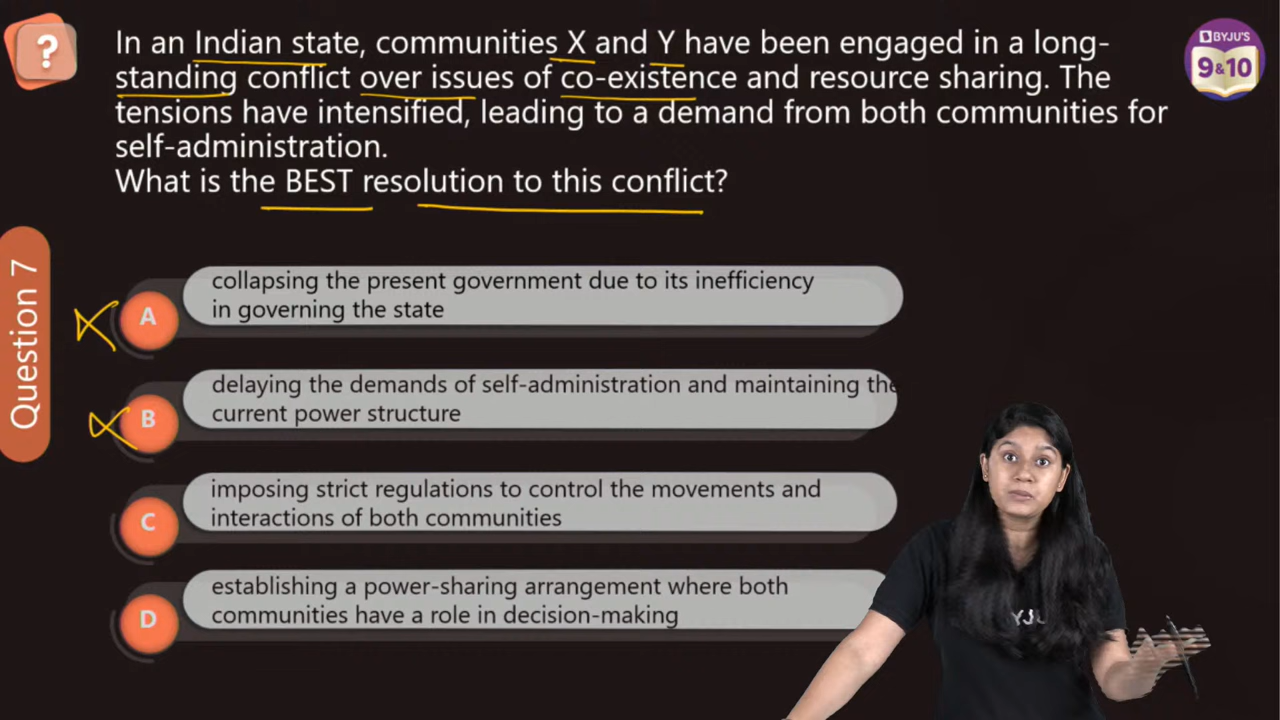 ?
In an Indian state, communities X and Y have been engaged in a long-
standing conflict over issues of co-existence and resource sharing. The
tensions have intensified, leading to a demand from both communities for
self-administration.
What is the BEST resolution to this conflict?
BYJU'S
9&10
Question 7
A
collapsing the present government due to its inefficiency
in governing the state
B
delaying the demands of self-administration and maintaining the
current power structure
C
imposing strict regulations to control the movements and
interactions of both communities
D
establishing a power-sharing arrangement where both
communities have a role in decision-making